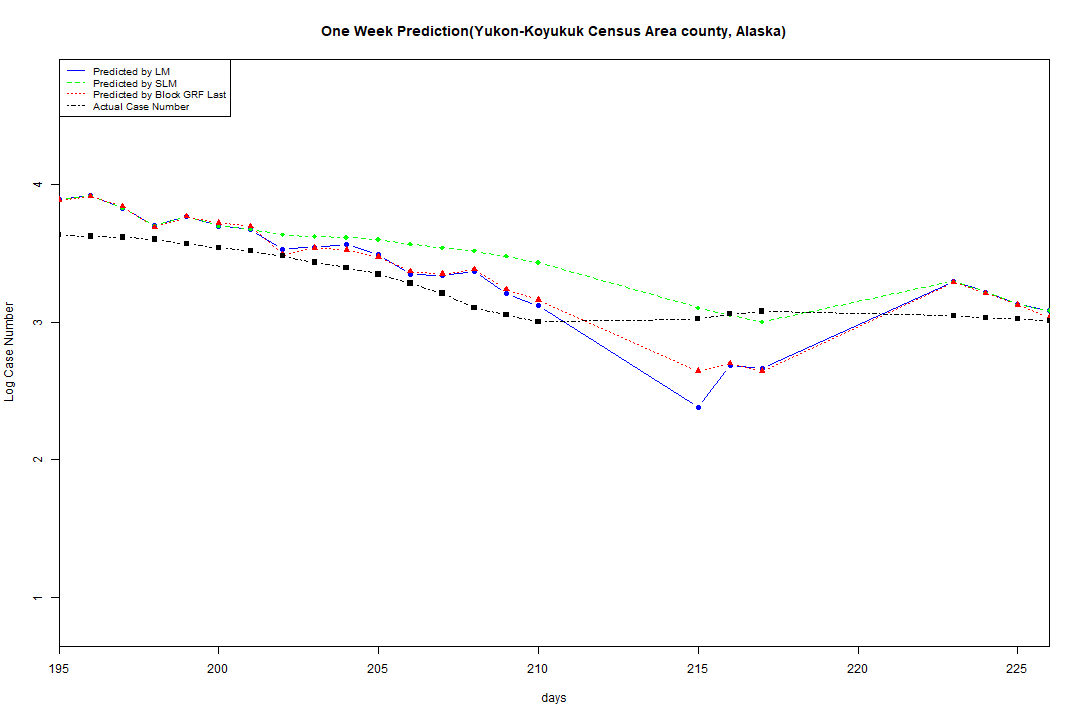 One Week Prediction(Yukon-Koyukuk Census Area county, Alaska)
Predicted by LM
Predicted by SLM
Predicted by Block GRF Last
Actual Case Number
4
3
2
1
Log Case Number
195 200 205 210 215 220 225
days